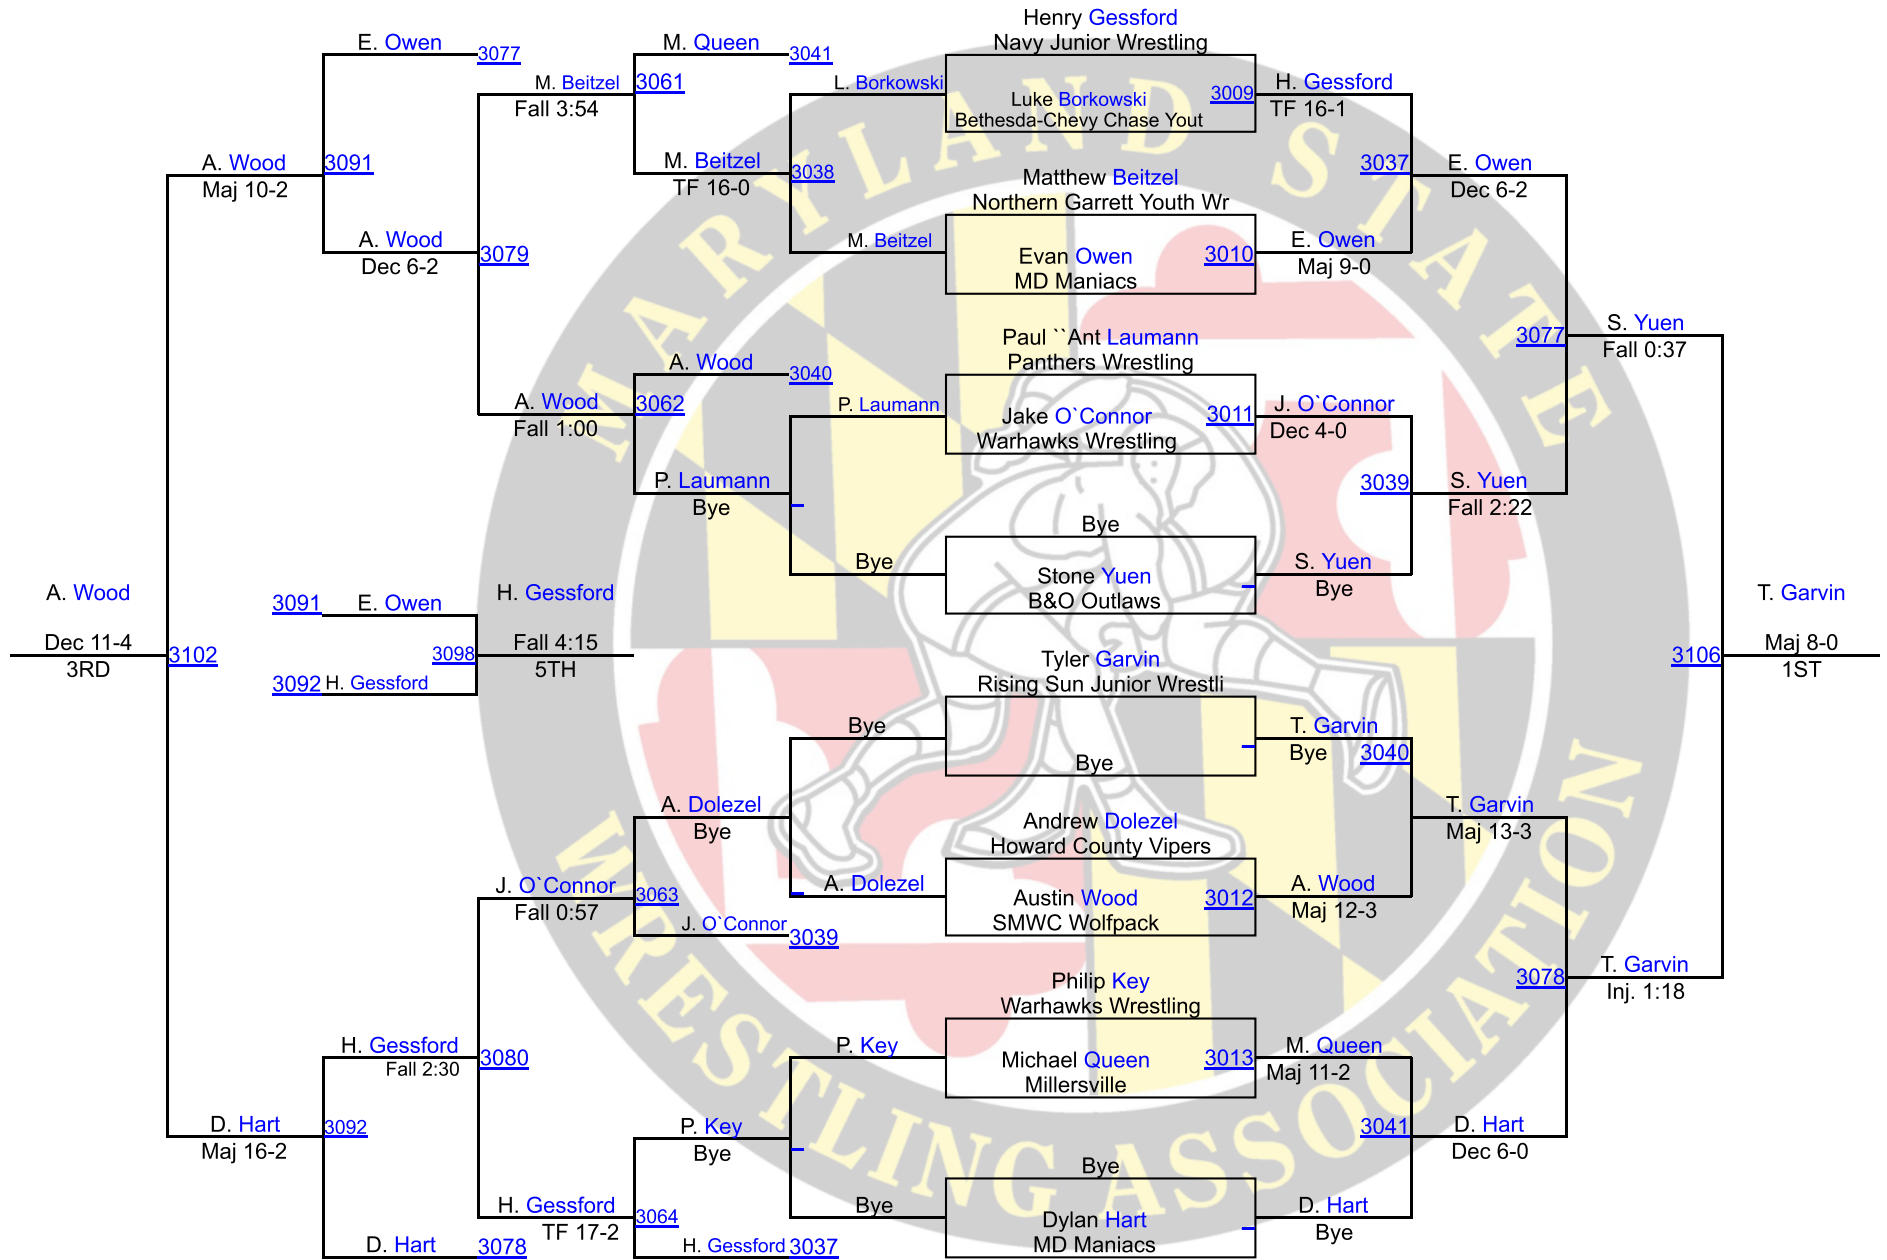 Henry Gessford
Navy Junior Wrestling
E. Owen
3077
M. Queen
3041
M. Beitzel
3061
Fall 3:54
L. Borkowski
Luke Borkowski
3009
Bethesda-Chevy Chase Yout
H. Gessford
TF 16-1
A. Wood
3091
Maj 10-2
M. Beitzel
3038
TF 16-0
Matthew Beitzel
Northern Garrett Youth Wr
3037
E. Owen
Dec 6-2
A. Wood
3079
Dec 6-2
M. Beitzel
Evan Owen
3010
MD Maniacs
E. Owen
Maj 9-0
Paul ``Ant Laumann
Panthers Wrestling
3077
S. Yuen
Fall 0:37
A. Wood
3040
A. Wood
3062
Fall 1:00
P. Laumann
Jake O`Connor
3011
Warhawks Wrestling
J. O`Connor
Dec 4-0
P. Laumann
Bye
3039
S. Yuen
Fall 2:22
Bye
Bye
Stone Yuen
B&O Outlaws
S. Yuen
Bye
A. Wood
Dec 11-4
3102
3RD
3091
E. Owen
3098
3092
H. Gessford
H. Gessford
Fall 4:15
5TH
T. Garvin
3106
Maj 8-0
1ST
Tyler Garvin
Rising Sun Junior Wrestli
Bye
Bye
T. Garvin
Bye
3040
A. Dolezel
Bye
Andrew Dolezel
Howard County Vipers
T. Garvin
Maj 13-3
J. O`Connor
3063
Fall 0:57
A. Dolezel
J. O`Connor
3039
Austin Wood
3012
SMWC Wolfpack
A. Wood
Maj 12-3
Philip Key
Warhawks Wrestling
3078
T. Garvin
Inj. 1:18
H. Gessford
3080
Fall 2:30
P. Key
Michael Queen
3013
Millersville
M. Queen
Maj 11-2
D. Hart
3092
Maj 16-2
P. Key
Bye
3041
D. Hart
Dec 6-0
Bye
H. Gessford
3064
TF 17-2
Bye
Dylan Hart
MD Maniacs
D. Hart
Bye
D. Hart
3078
H. Gessford
3037
MARYLAND STATE
WRESTLING ASSOCIATION